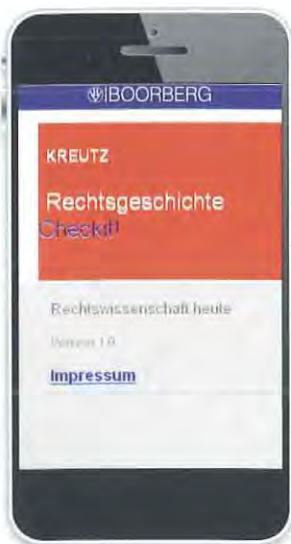 BOORBERG
KREUTZ
Rechtsgeschichte
Checkit!
Rechtswissenschaft heute
Version 1.0
Impressum